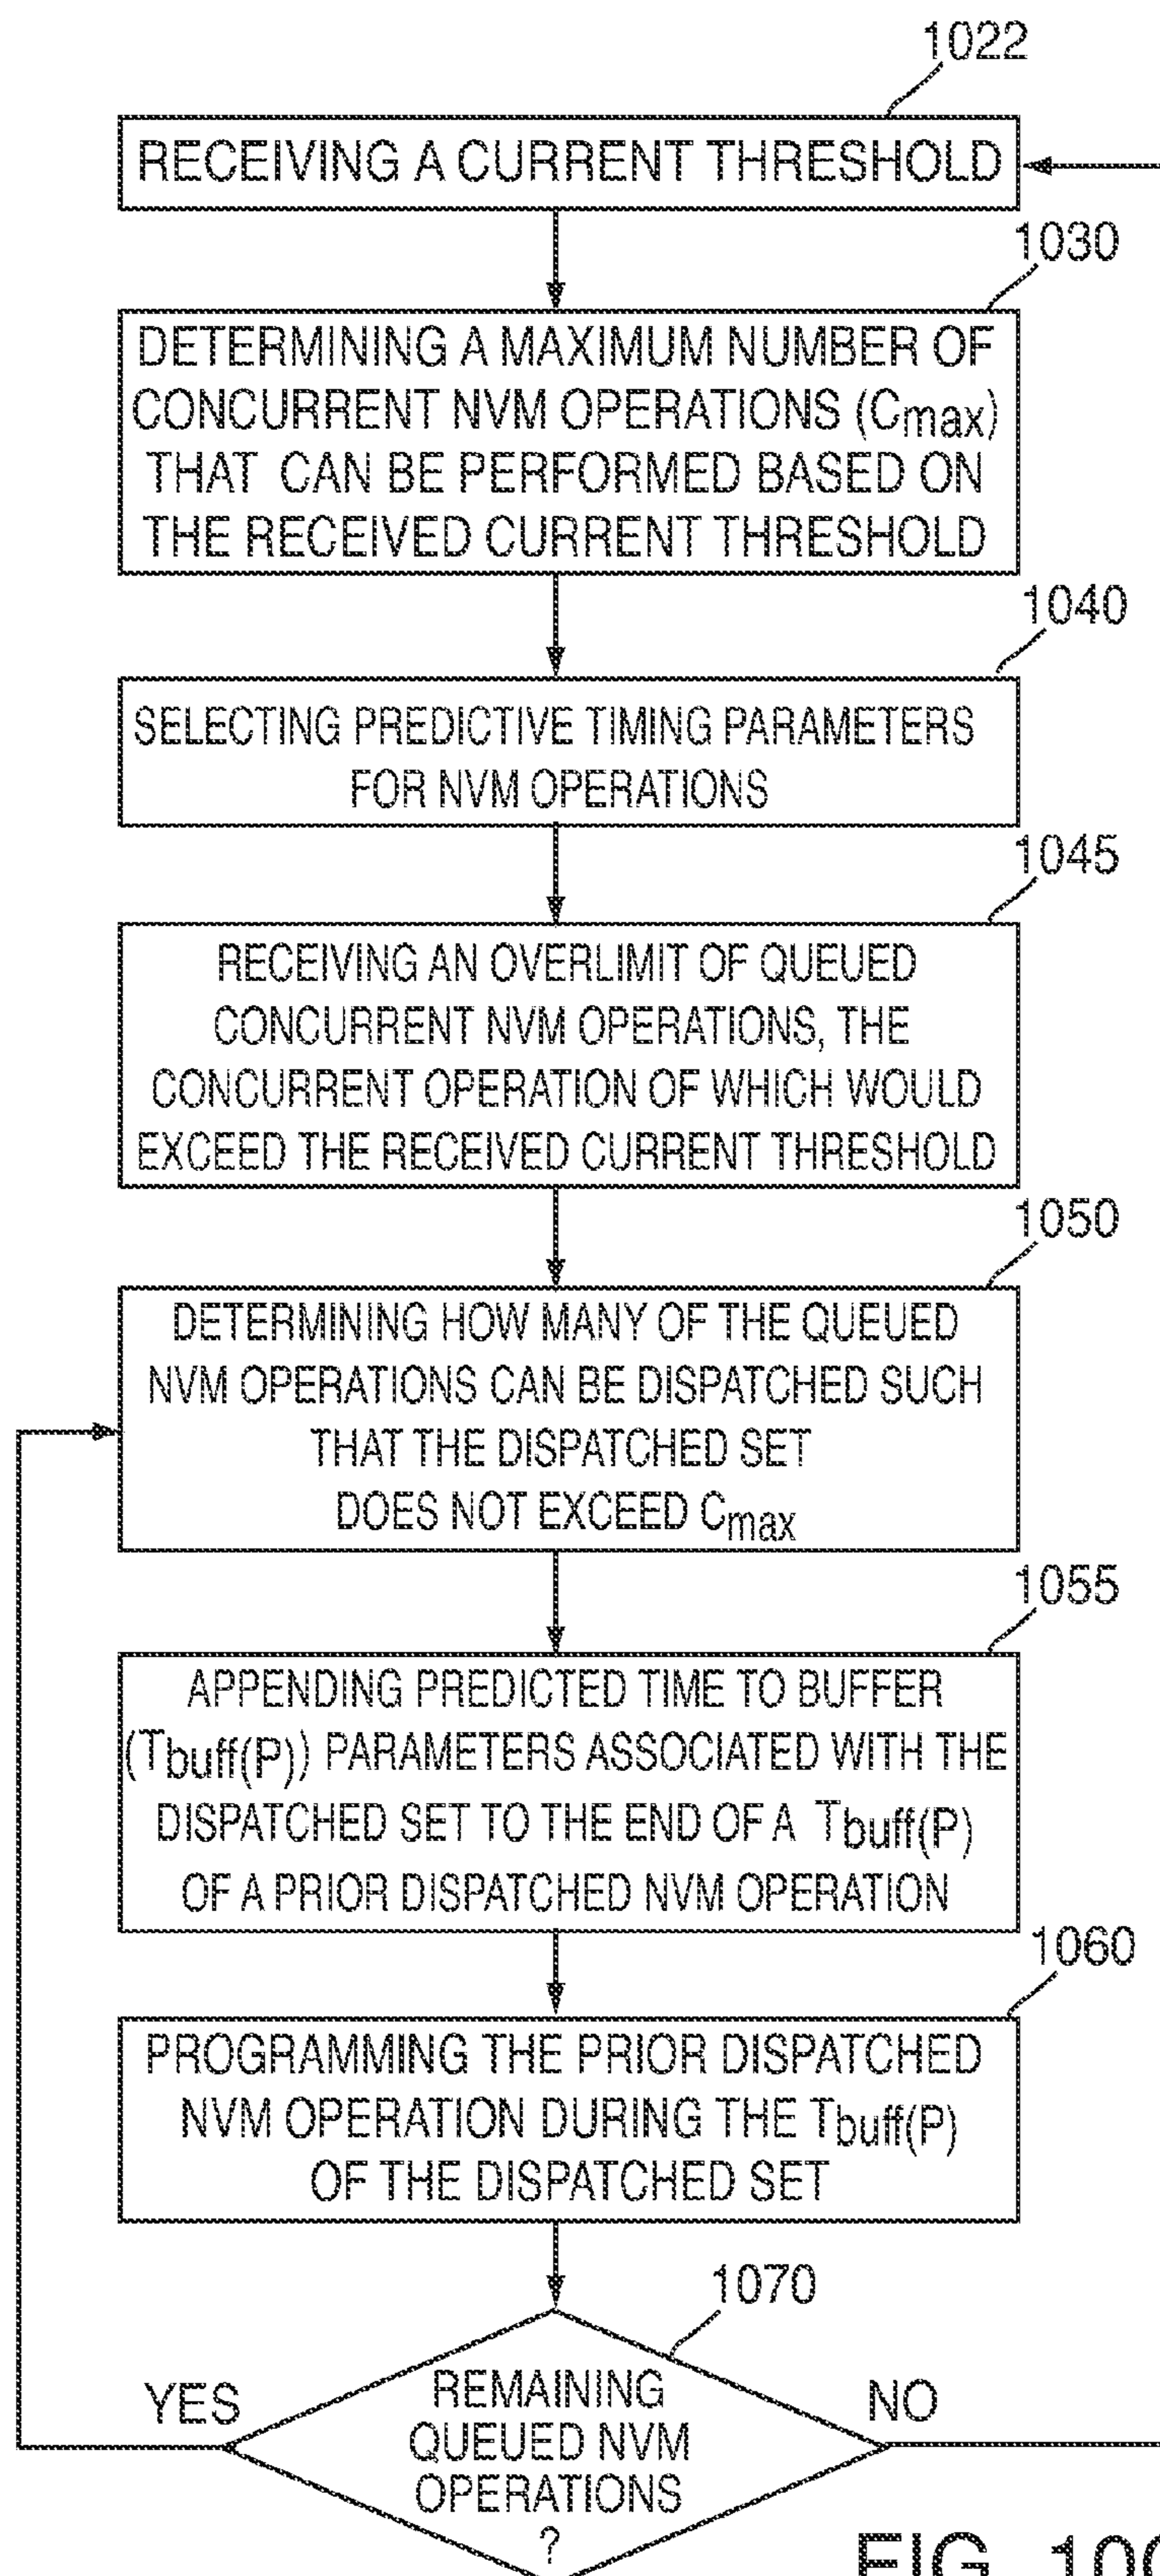 1022
RECEIVING A CURRENT THRESHOLD
1030
DETERMINING A MAXIMUM NUMBER OF
CONCURRENT NVM OPERATIONS (Cmax)
THAT CAN BE PERFORMED BASED ON
THE RECEIVED CURRENT THRESHOLD
1040
SELECTING PREDICTIVE TIMING PARAMETERS
FOR NVM OPERATIONS
1045
RECEIVING AN OVERLIMIT OF QUEUED
CONCURRENT NVM OPERATIONS, THE
CONCURRENT OPERATION OF WHICH WOULD
EXCEED THE RECEIVED CURRENT THRESHOLD
1050
DETERMINING HOW MANY OF THE QUEUED
NVM OPERATIONS CAN BE DISPATCHED SUCH
THAT THE DISPATCHED SET
DOES NOT EXCEED Cmax
1055
APPENDING PREDICTED TIME TO BUFFER
(Tbuff(P)) PARAMETERS ASSOCIATED WITH THE
DISPATCHED SET TO THE END OF A Tbuff(P)
OF A PRIOR DISPATCHED NVM OPERATION
1060
PROGRAMMING THE PRIOR DISPATCHED
NVM OPERATION DURING THE Tbuff(P)
OF THE DISPATCHED SET
1070
YES
REMAINING
QUEUED NVM
OPERATIONS
?
NO
FIG.